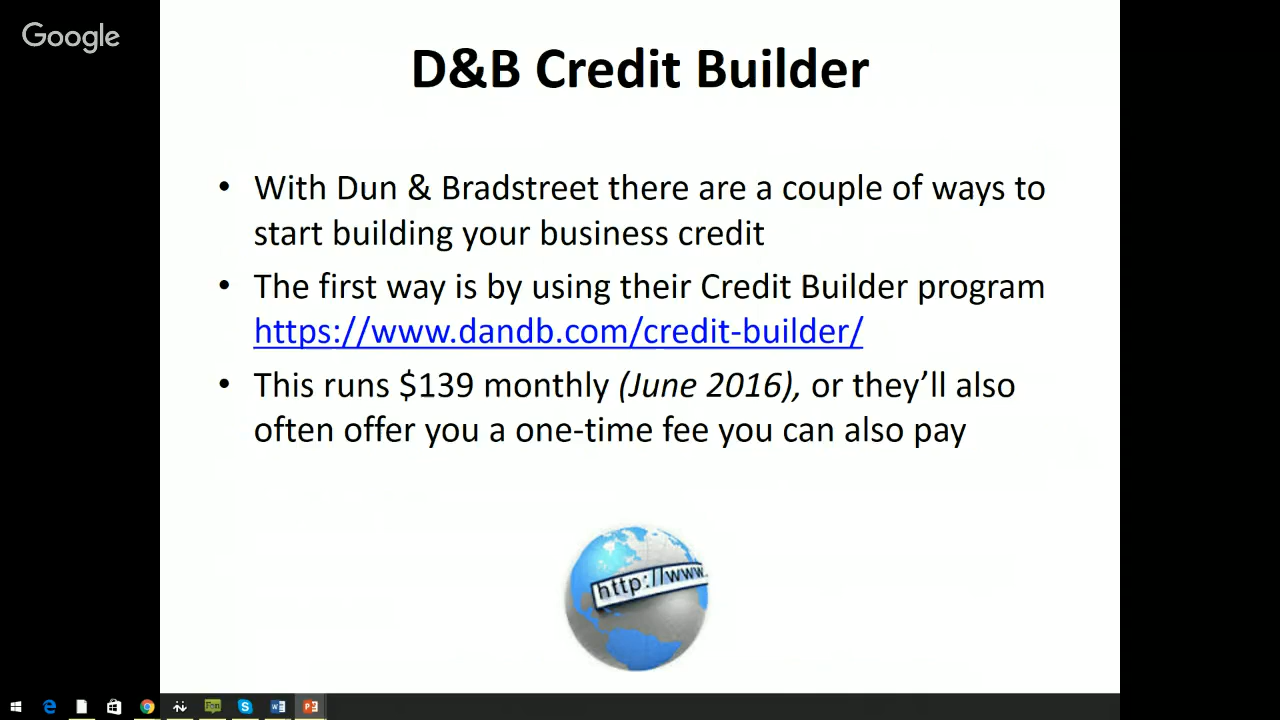 Google
D&B Credit Builder
• With Dun & Bradstreet there are a couple of ways to
start building your business credit
• The first way is by using their Credit Builder program
https://www.dandb.com/credit-builder/
• This runs $139 monthly (June 2016), or they’ll also
often offer you a one-time fee you can also pay
http://www.